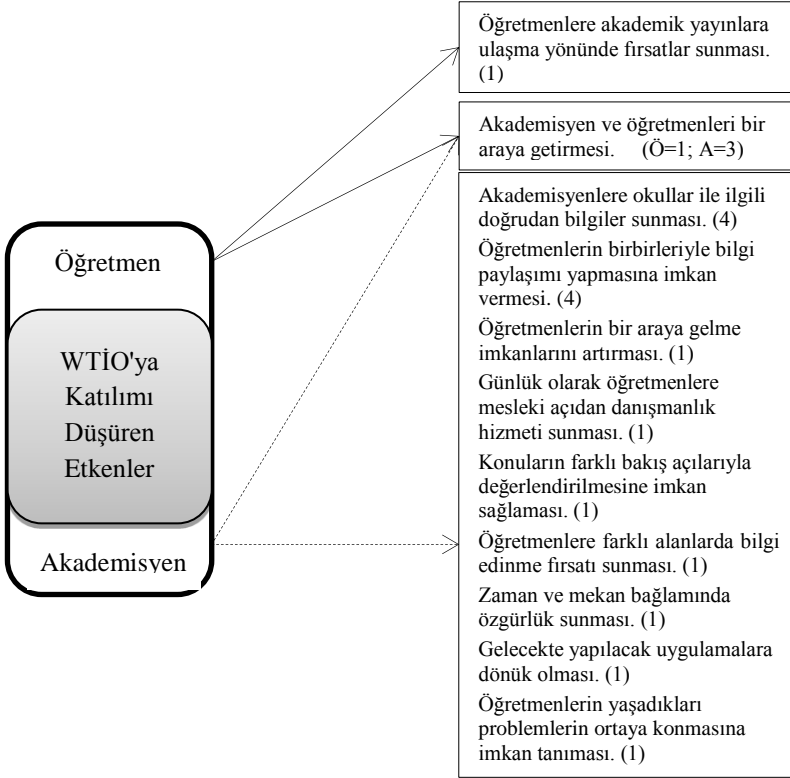 Öğretmenlere akademik yayınlara
ulaşma yönünde fırsatlar sunması.
(1)
Akademisyen ve öğretmenleri bir
araya getirmesi. (Ö=1; A=3)
Akademisyenlere okullar ile ilgili
doğrudan bilgiler sunması. (4)
Öğretmenlerin birbirleriyle bilgi
paylaşımı yapmasına imkan
vermesi. (4)
Öğretmenlerin bir araya gelme
imkanlarını artırması. (1)
Günlük olarak öğretmenlere
mesleki açıdan danışmanlık
hizmeti sunması. (1)
Konuların farklı bakış açılarıyla
değerlendirilmesine imkan
sağlaması. (1)
Öğretmenlere farklı alanlarda bilgi
edinme fırsatı sunması. (1)
Zaman ve mekan bağlamında
özgürlük sunması. (1)
Gelecekte yapılacak uygulamalara
dönük olması. (1)
Öğretmenlerin yaşadıkları
problemlerin ortaya konmasına
imkan tanıması. (1)
Öğretmen
WTİO'ya
Katılımı
Düşüren
Etkenler
Akademisyen